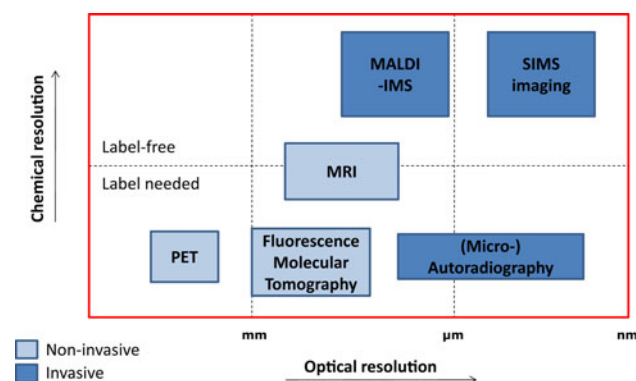 MALDI
-IMS
SIMS
imaging
Chemical resolution
Label-free
MRI
Label needed
PET
Fluorescence
Molecular
Tomography
(Micro-)
Autoradiography
mm
µm
nm
Non-invasive
Invasive
Optical resolution